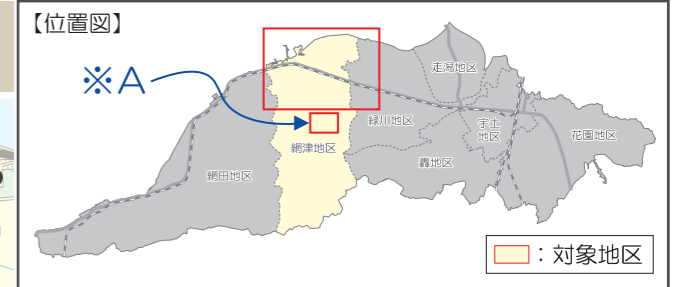 【位置図】
※A
走潟地区
緑川地区
宇土
地区
花園地区
網津地区
轟地区
網田地区
：対象地区